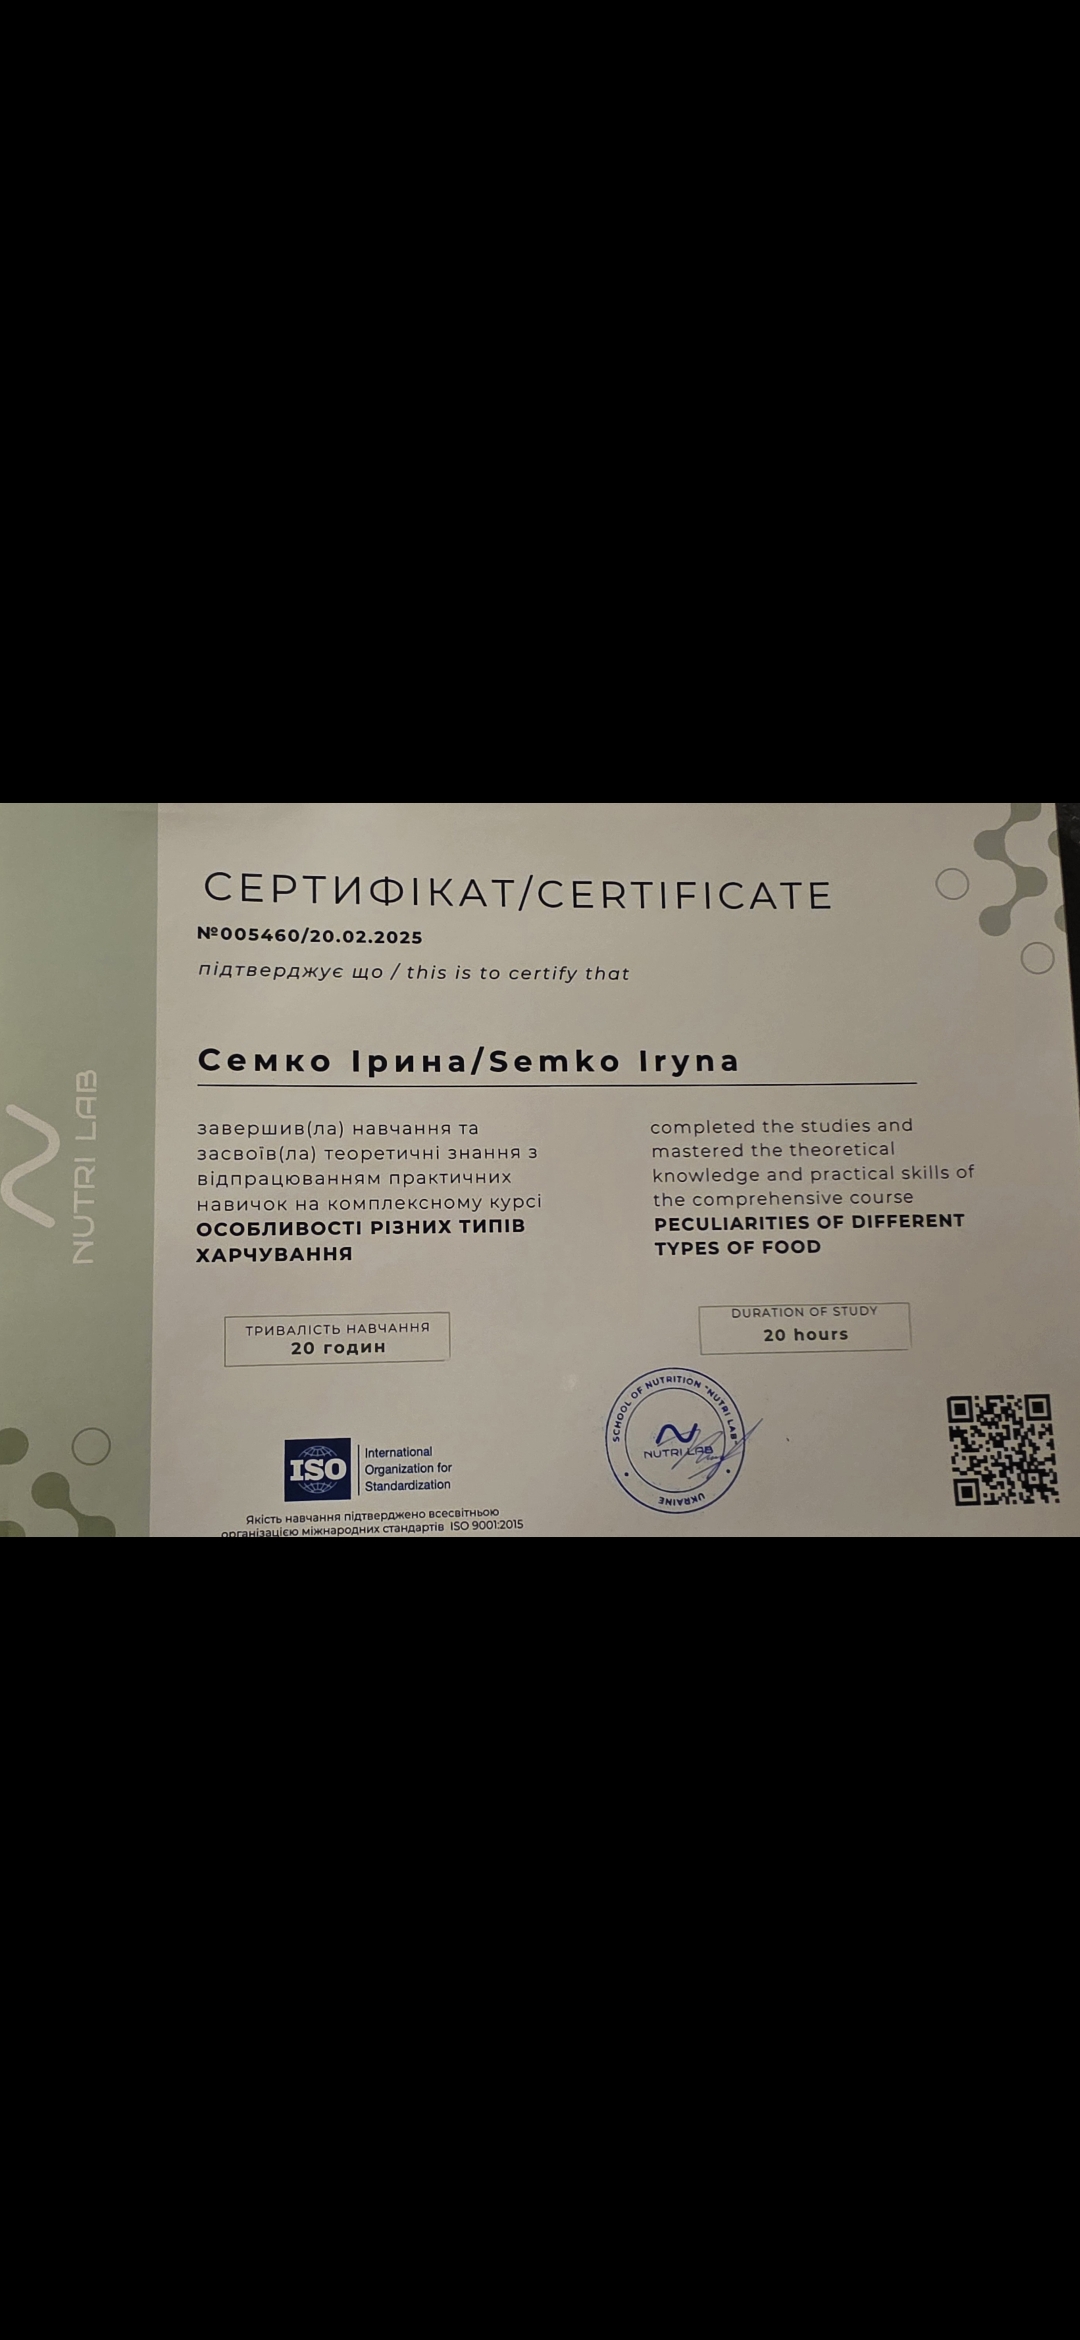 СЕРТИФІКАТ/CERTIFICATE
№005460/20.02.2025
підтверджує що / this is to certify that
Семко Ірина/Semko Iryna
завершив(ла) навчання та
засвоїв(ла) теоретичні знання з
відпрацюванням практичних
навичок на комплексному курсі
ОСОБЛИВОСТІ РІЗНИХ ТИПІВ
ХАРЧУВАННЯ
completed the studies and
mastered the theoretical
knowledge and practical skills of
the comprehensive course
PECULIARITIES OF DIFFERENT
TYPES OF FOOD
ТРИВАЛІСТЬ НАВЧАННЯ
20 годин
DURATION OF STUDY
20 hours
NUTRI LAB
ISO
International
Organization for
Standardization
Якість навчання підтверджено всесвітньою
організацією міжнародних стандартів ISO 9001:2015
SCHOOL OF NUTRITION "NUTRI LAB"
NUTRI LAB
UKRAINE